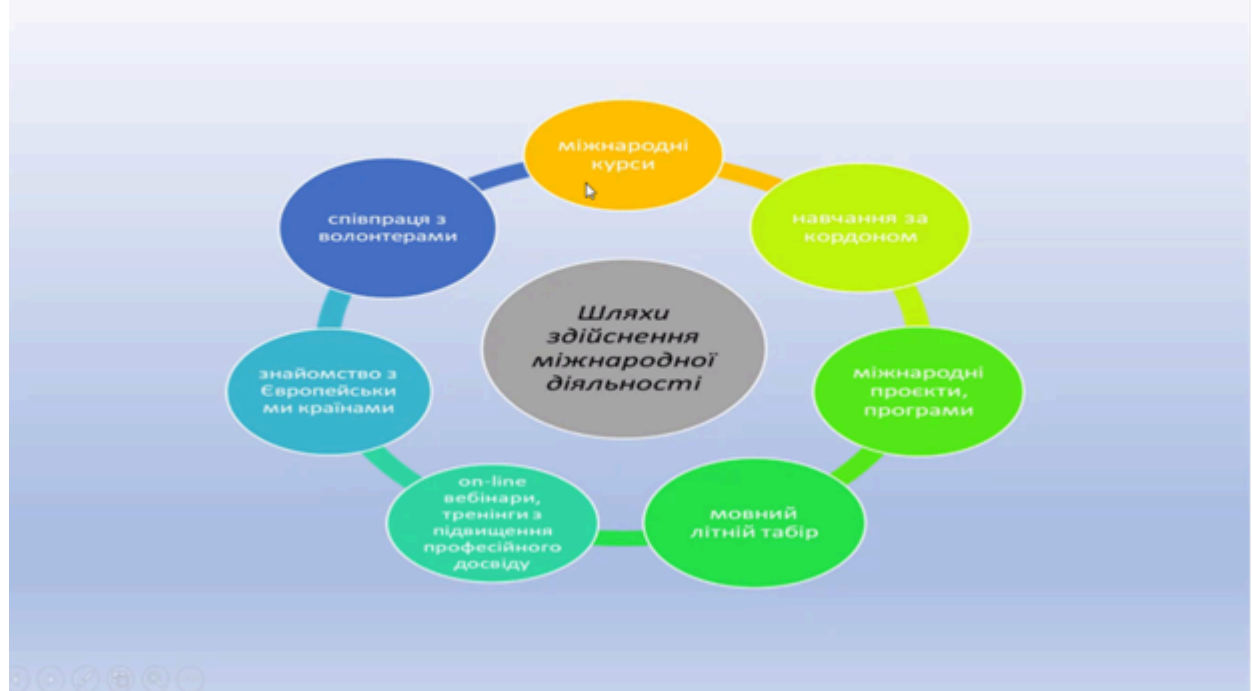 міжнародні
курси
навчання за
кордоном
міжнародні
проєкти,
програми
мовний
літній табір
on-line
вебінари,
тренінги з
підвищення
професійного
досвіду
знайомство з
Європейськи
ми країнами
співпраця з
волонтерами
Шляхи
здійснення
міжнародної
діяльності